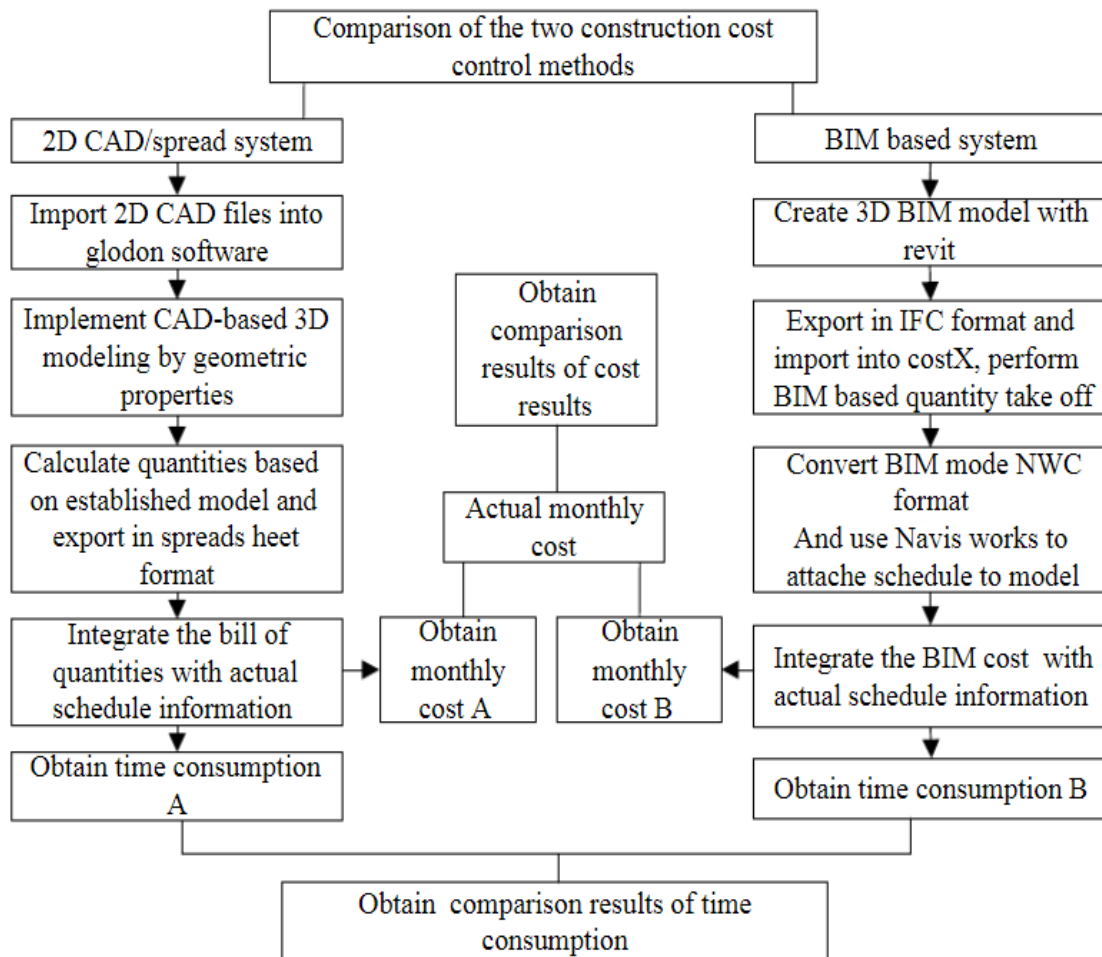 Comparison of the two construction cost
control methods
2D CAD/spread system
Import 2D CAD files into
glodon software
Implement CAD-based 3D
modeling by geometric
properties
Calculate quantities based
on established model and
export in spreads heet
format
Integrate the bill of
quantities with actual
schedule information
Obtain time consumption
A
Obtain
comparison
results of cost
results
Actual monthly
cost
Obtain
monthly
cost A
Obtain
monthly
cost B
BIM based system
Create 3D BIM model with
revit
Export in IFC format and
import into costX, perform
BIM based quantity take off
Convert BIM mode NWC
format
And use Navis works to
attache schedule to model
Integrate the BIM cost with
actual schedule information
Obtain time consumption B
Obtain comparison results of time
consumption